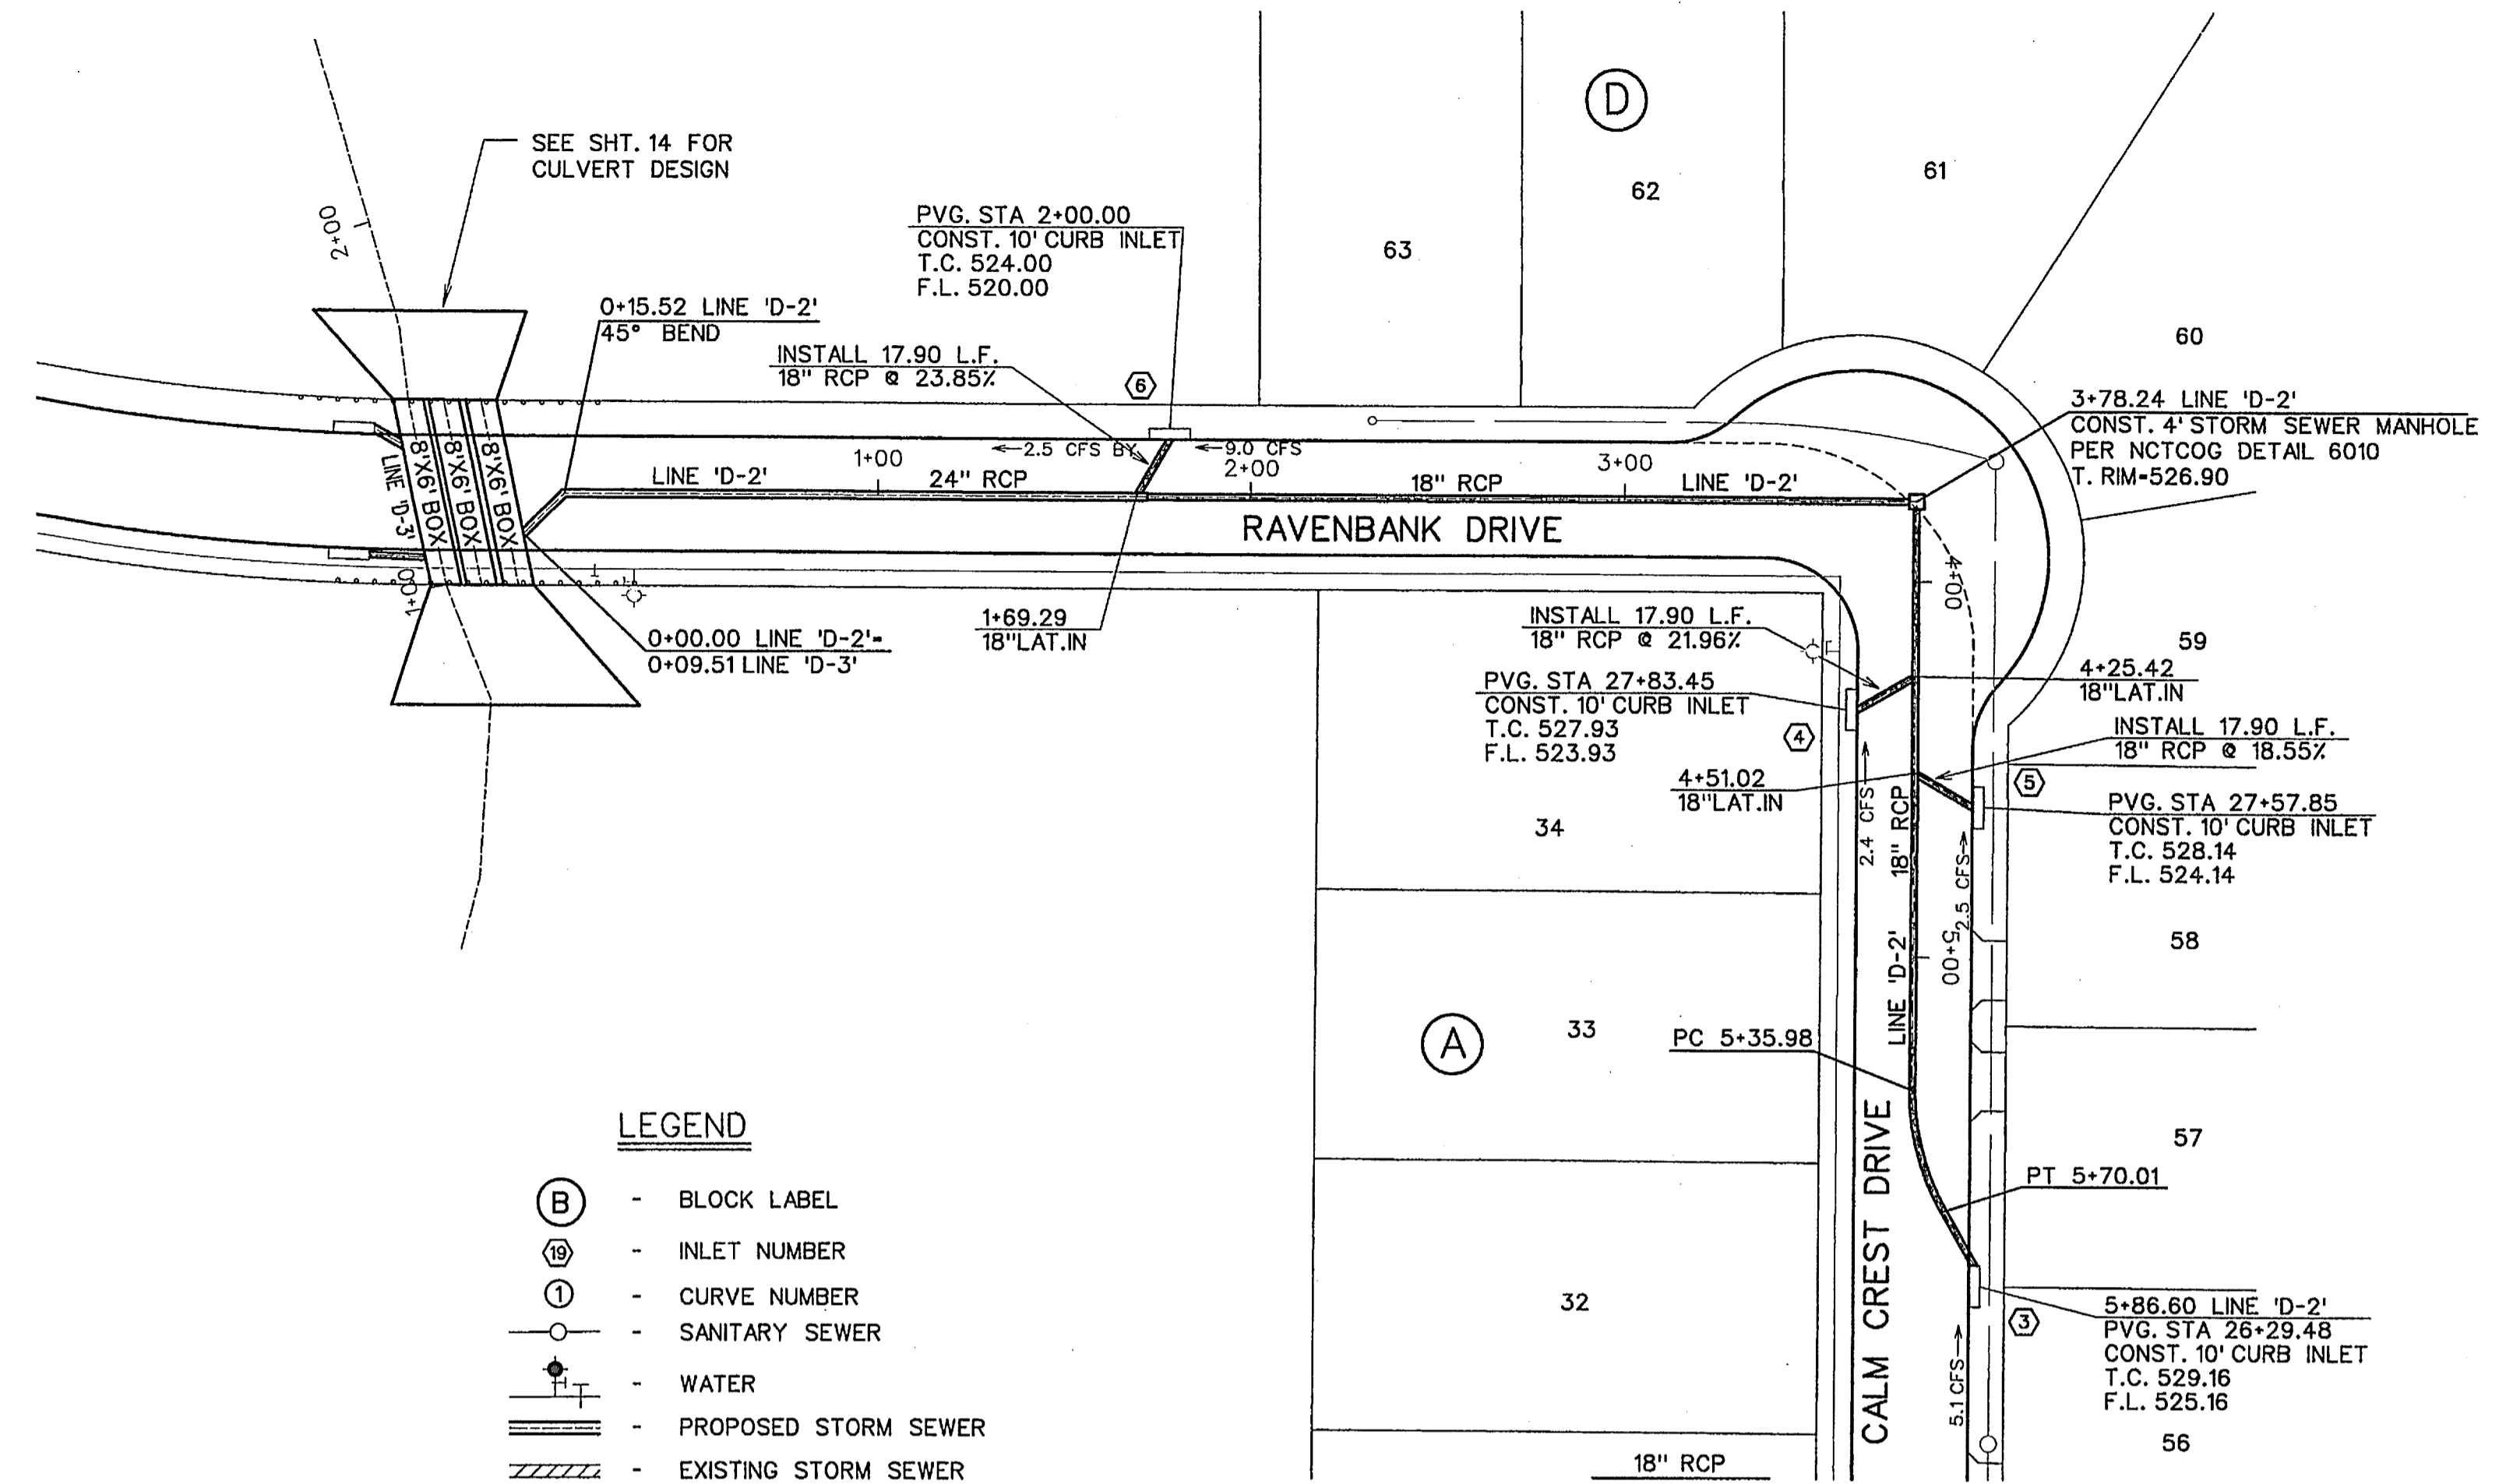 SEE SHT. 14 FOR
CULVERT DESIGN
2+00
PVG. STA 2+00.00
CONST. 10' CURB INLET
T.C. 524.00
F.L. 520.00
0+15.52 LINE 'D-2'
45° BEND
INSTALL 17.90 L.F.
18" RCP @ 23.85%
6
D
63
62
61
60
3+78.24 LINE 'D-2'
CONST. 4' STORM SEWER MANHOLE
PER NCTCOG DETAIL 6010
T. RIM=526.90
8'X6' BOX
8'X6' BOX
8'X6' BOX
LINE 'D-3'
1+00
LINE 'D-2'
1+00
24" RCP
2.5 CFS BY
9.0 CFS
2+00
18" RCP
3+00
LINE 'D-2'
RAVENBANK DRIVE
0+00.00 LINE 'D-2'=
0+09.51 LINE 'D-3'
1+69.29
18"LAT.IN
INSTALL 17.90 L.F.
18" RCP @ 21.96%
PVG. STA 27+83.45
CONST. 10' CURB INLET
T.C. 527.93
F.L. 523.93
4
4+00
59
4+25.42
18"LAT.IN
INSTALL 17.90 L.F.
18" RCP @ 18.55%
5
PVG. STA 27+57.85
CONST. 10' CURB INLET
T.C. 528.14
F.L. 524.14
4+51.02
18"LAT.IN
34
2.4 CFS
18" RCP
2.5 CFS
LINE 'D-2'
5+00
58
A
33
PC 5+35.98
57
PT 5+70.01
CALM CREST DRIVE
32
5+86.60 LINE 'D-2'
PVG. STA 26+29.48
CONST. 10' CURB INLET
T.C. 529.16
F.L. 525.16
3
5.1 CFS
56
18" RCP
LEGEND
B - BLOCK LABEL
19 - INLET NUMBER
1 - CURVE NUMBER
- SANITARY SEWER
- WATER
- PROPOSED STORM SEWER
- EXISTING STORM SEWER